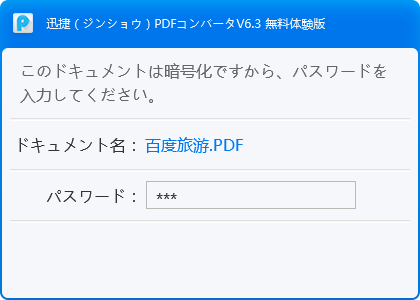 迅捷（ジンショウ）PDFコンバータV6.3 無料体験版
このドキュメントは暗号化ですから、パスワードを
入力してください。
ドキュメント名： 百度旅游.PDF
パスワード： ***